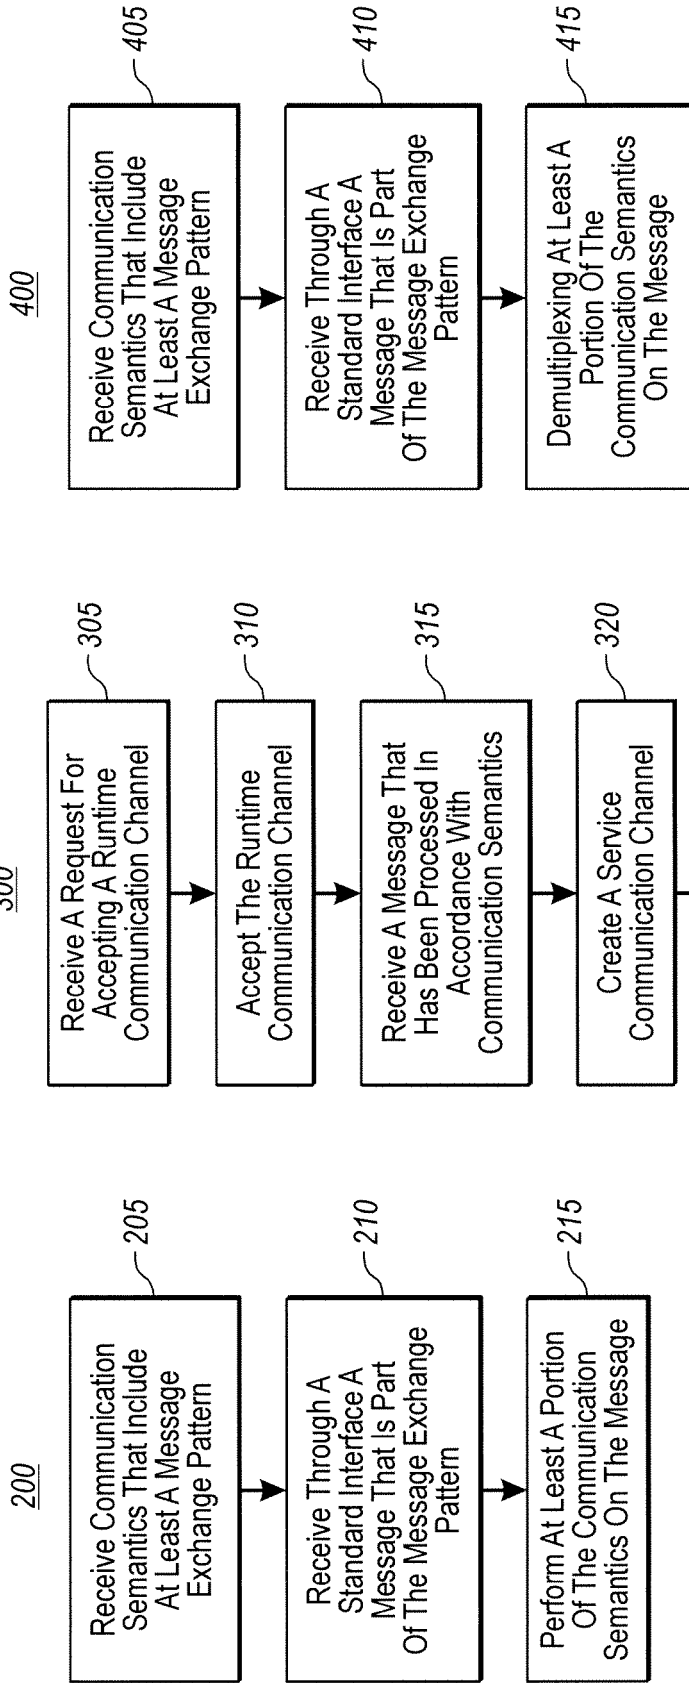 200
Receive Communication
Semantics That Include
At Least A Message
Exchange Pattern
205
Receive Through A
Standard Interface A
Message That Is Part
Of The Message Exchange
Pattern
210
Perform At Least A Portion
Of The Communication
Semantics On The Message
215
300
Receive A Request For
Accepting A Runtime
Communication Channel
305
Accept The Runtime
Communication Channel
310
Receive A Message That
Has Been Processed In
Accordance With
Communication Semantics
315
Create A Service
Communication Channel
320
400
Receive Communication
Semantics That Include
At Least A Message
Exchange Pattern
405
Receive Through A
Standard Interface A
Message That Is Part
Of The Message Exchange
Pattern
410
Demultiplexing At Least A
Portion Of The
Communication Semantics
On The Message
415